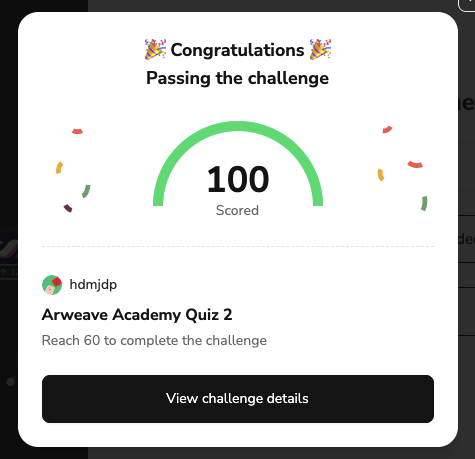 🎉 Congratulations 🎉
Passing the challenge
100
Scored
hdmjdp
Arweave Academy Quiz 2
Reach 60 to complete the challenge
View challenge details